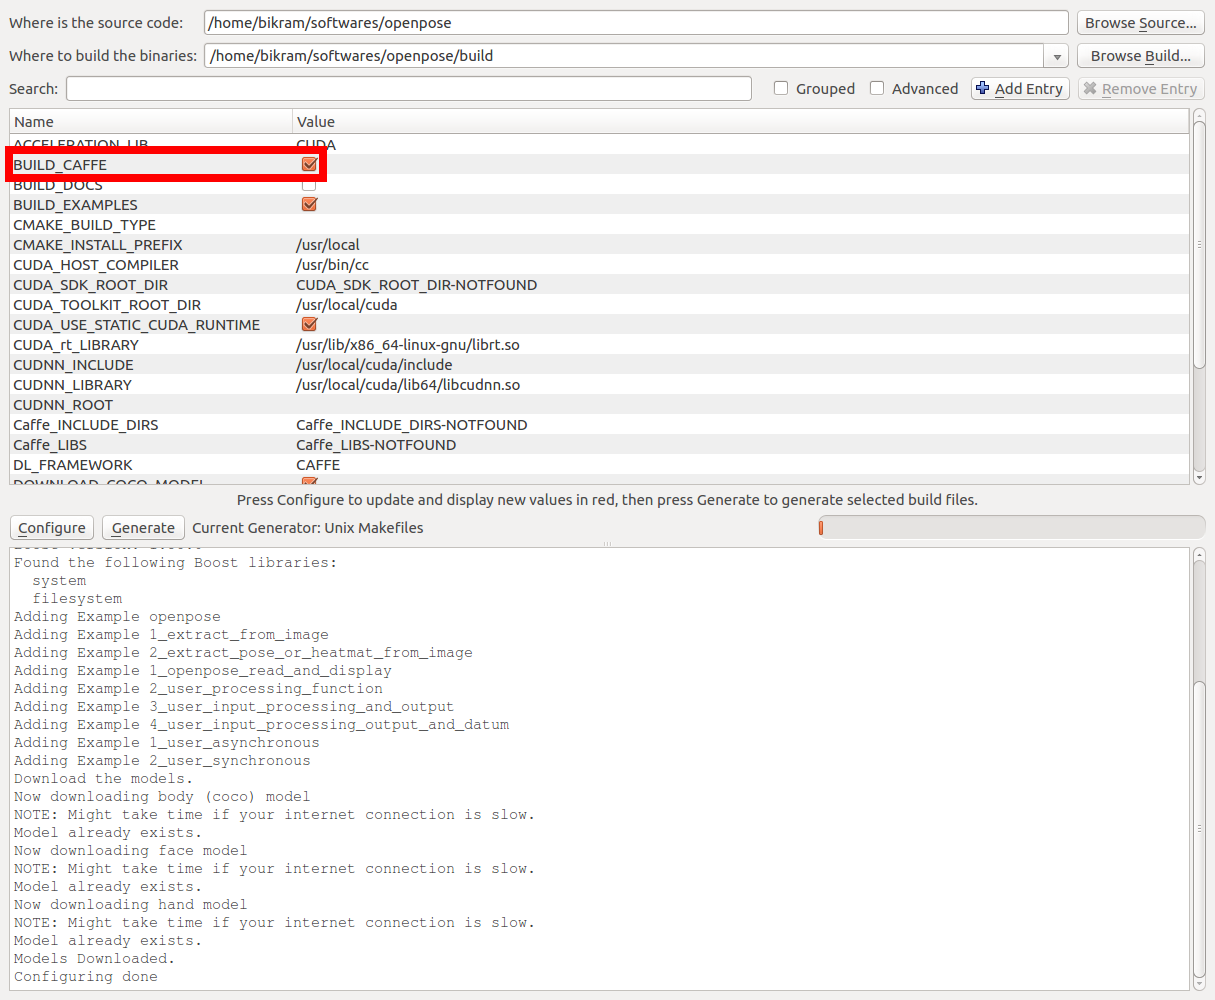 Where is the source code: /home/bikram/softwares/openpose Browse Source...
Where to build the binaries: /home/bikram/softwares/openpose/build Browse Build...
Search: Grouped Advanced Add Entry Remove Entry
Name Value
ACCELERATION_LIB CUDA
BUILD_CAFFE
BUILD_DOCS
BUILD_EXAMPLES
CMAKE_BUILD_TYPE
CMAKE_INSTALL_PREFIX /usr/local
CUDA_HOST_COMPILER /usr/bin/cc
CUDA_SDK_ROOT_DIR CUDA_SDK_ROOT_DIR-NOTFOUND
CUDA_TOOLKIT_ROOT_DIR /usr/local/cuda
CUDA_USE_STATIC_CUDA_RUNTIME
CUDA_rt_LIBRARY /usr/lib/x86_64-linux-gnu/librt.so
CUDNN_INCLUDE /usr/local/cuda/include
CUDNN_LIBRARY /usr/local/cuda/lib64/libcudnn.so
CUDNN_ROOT
Caffe_INCLUDE_DIRS Caffe_INCLUDE_DIRS-NOTFOUND
Caffe_LIBS Caffe_LIBS-NOTFOUND
DL_FRAMEWORK CAFFE
DOWNLOAD_COCO_MODEL
Press Configure to update and display new values in red, then press Generate to generate selected build files.
Configure Generate Current Generator: Unix Makefiles
Found the following Boost libraries:
system
filesystem
Adding Example openpose
Adding Example 1_extract_from_image
Adding Example 2_extract_pose_or_heatmat_from_image
Adding Example 1_openpose_read_and_display
Adding Example 2_user_processing_function
Adding Example 3_user_input_processing_and_output
Adding Example 4_user_input_processing_output_and_datum
Adding Example 1_user_asynchronous
Adding Example 2_user_synchronous
Download the models.
Now downloading body (coco) model
NOTE: Might take time if your internet connection is slow.
Model already exists.
Now downloading face model
NOTE: Might take time if your internet connection is slow.
Model already exists.
Now downloading hand model
NOTE: Might take time if your internet connection is slow.
Model already exists.
Models Downloaded.
Configuring done